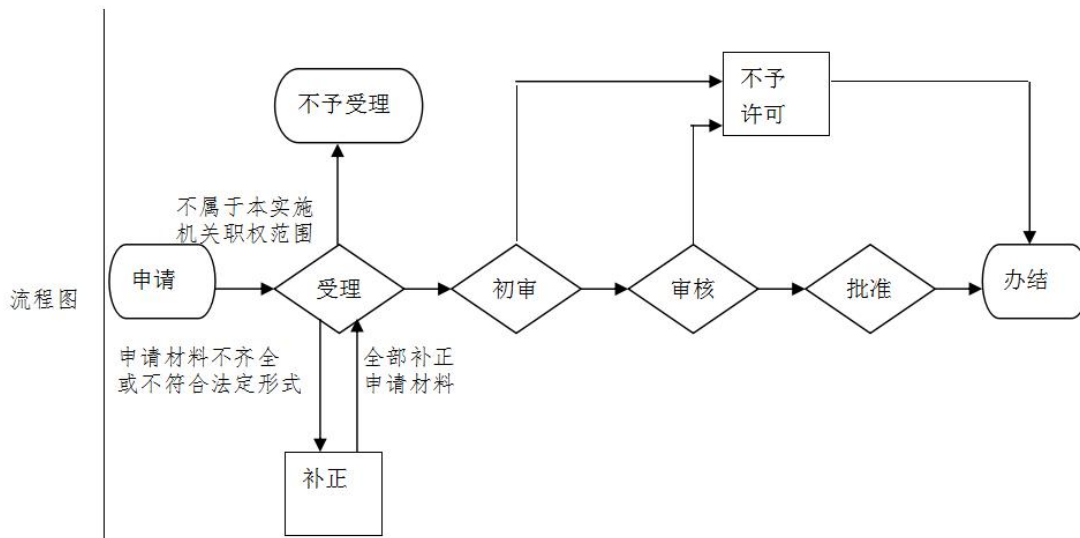 不予
许可
不予受理
不属于本实施
机关职权范围
申请
受理
初审
审核
批准
办结
流程图
申请材料不齐全
或不符合法定形式
全部补正
申请材料
补正